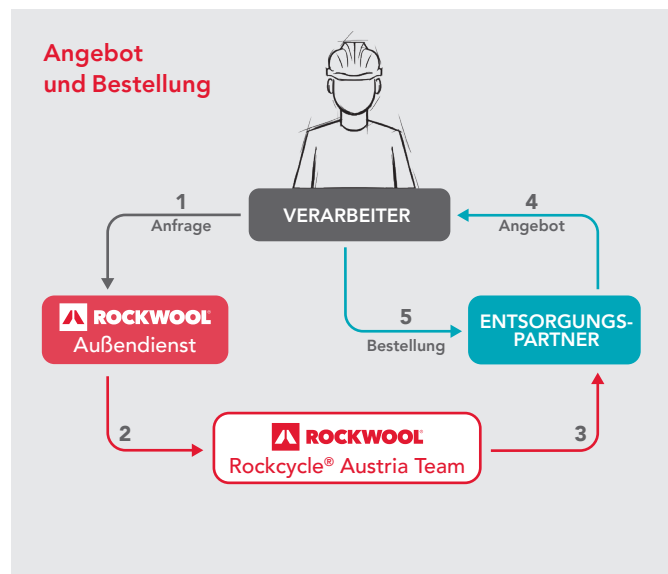 Angebot
und Bestellung
VERARBEITER
1
Anfrage
4
Angebot
ROCKWOOL®
Außendienst
5
Bestellung
ENTSORGUNGS-
PARTNER
2
ROCKWOOL®
Rockcycle® Austria Team
3